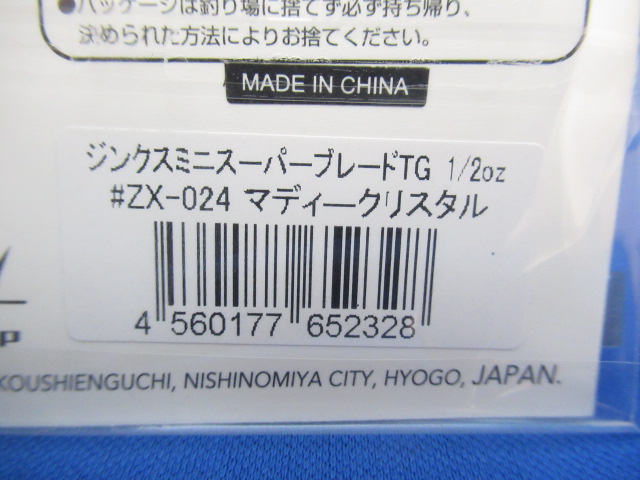 ●パッケージは釣り場に捨てず必ず持ち帰り、
決められた方法によりお捨てください。
MADE IN CHINA
ジンクスミニスーパーブレードTG 1/2oz
#ZX-024 マディークリスタル
4 560177 652328
P
KOUSHIENGUCHI, NISHINOMIYA CITY, HYOGO, JAPAN.